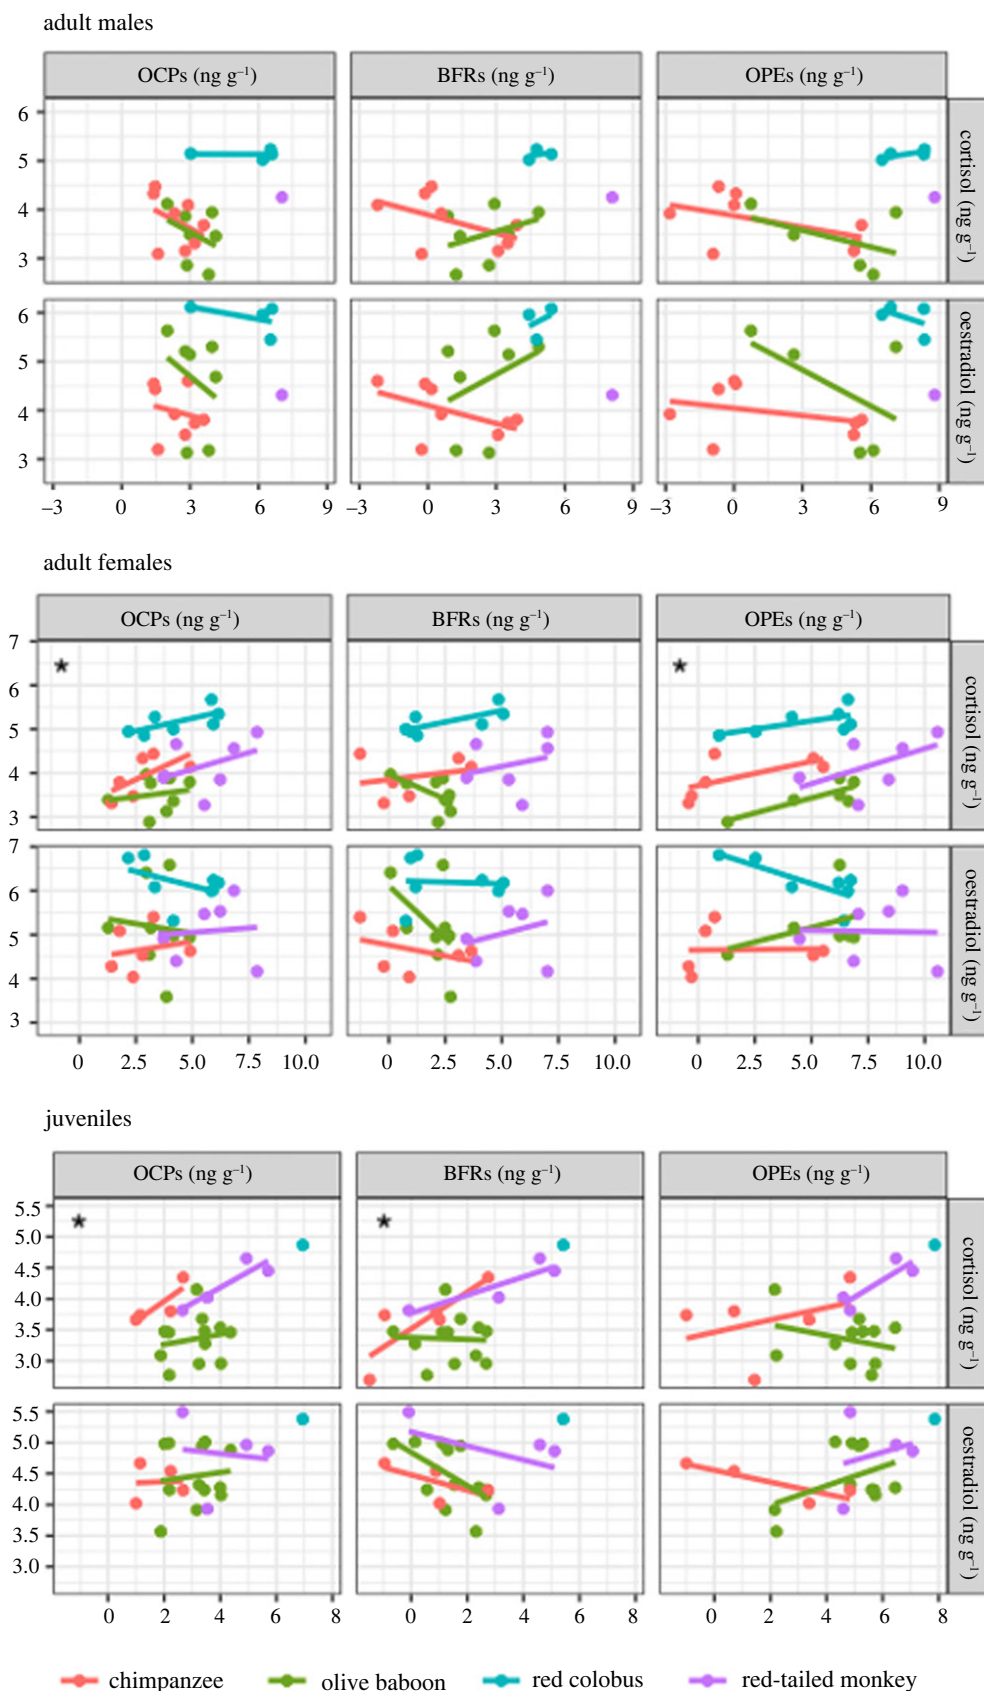 adult males
OCPs (ng g⁻¹) BFRs (ng g⁻¹) OPEs (ng g⁻¹)
6
5
4
3
cortisol (ng g⁻¹)
6
5
4
3
oestradiol (ng g⁻¹)
–3 0 3 6 9 –3 0 3 6 9 –3 0 3 6 9
adult females
OCPs (ng g⁻¹) BFRs (ng g⁻¹) OPEs (ng g⁻¹)
7
* *
6
5
4
3
cortisol (ng g⁻¹)
7
6
5
4
3
oestradiol (ng g⁻¹)
0 2.5 5.0 7.5 10.0 0 2.5 5.0 7.5 10.0 0 2.5 5.0 7.5 10.0
juveniles
OCPs (ng g⁻¹) BFRs (ng g⁻¹) OPEs (ng g⁻¹)
5.5
* *
5.0
4.5
4.0
3.5
3.0
cortisol (ng g⁻¹)
5.5
5.0
4.5
4.0
3.5
3.0
oestradiol (ng g⁻¹)
0 2 4 6 8 0 2 4 6 8 0 2 4 6 8
chimpanzee olive baboon red colobus red-tailed monkey